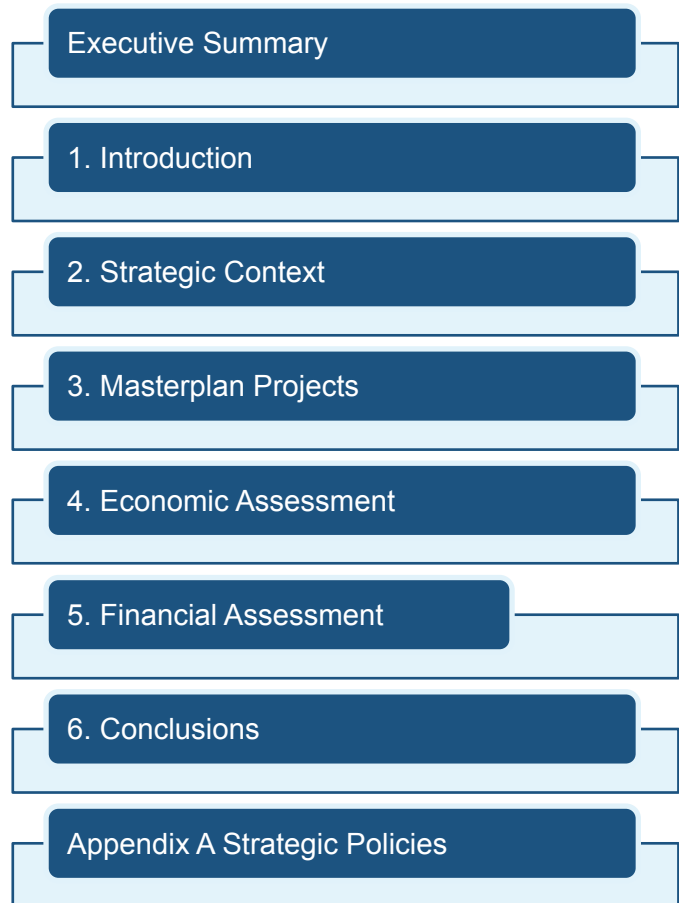 Executive Summary
1. Introduction
2. Strategic Context
3. Masterplan Projects
4. Economic Assessment
5. Financial Assessment
6. Conclusions
Appendix A Strategic Policies